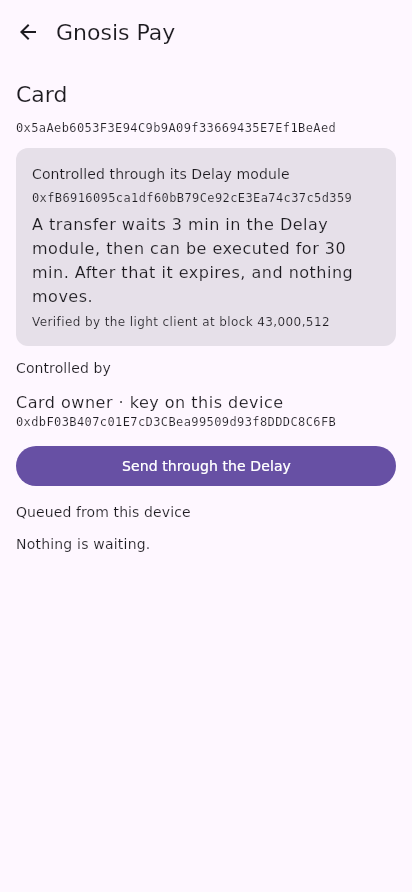 Gnosis Pay
Card
0x5aAeb6053F3E94C9b9A09f33669435E7Ef1BeAed
Controlled through its Delay module
0xfB6916095ca1df60bB79Ce92cE3Ea74c37c5d359
A transfer waits 3 min in the Delay
module, then can be executed for 30
min. After that it expires, and nothing
moves.
Verified by the light client at block 43,000,512
Controlled by
Card owner · key on this device
0xdbF03B407c01E7cD3CBea99509d93f8DDDC8C6FB
Send through the Delay
Queued from this device
Nothing is waiting.